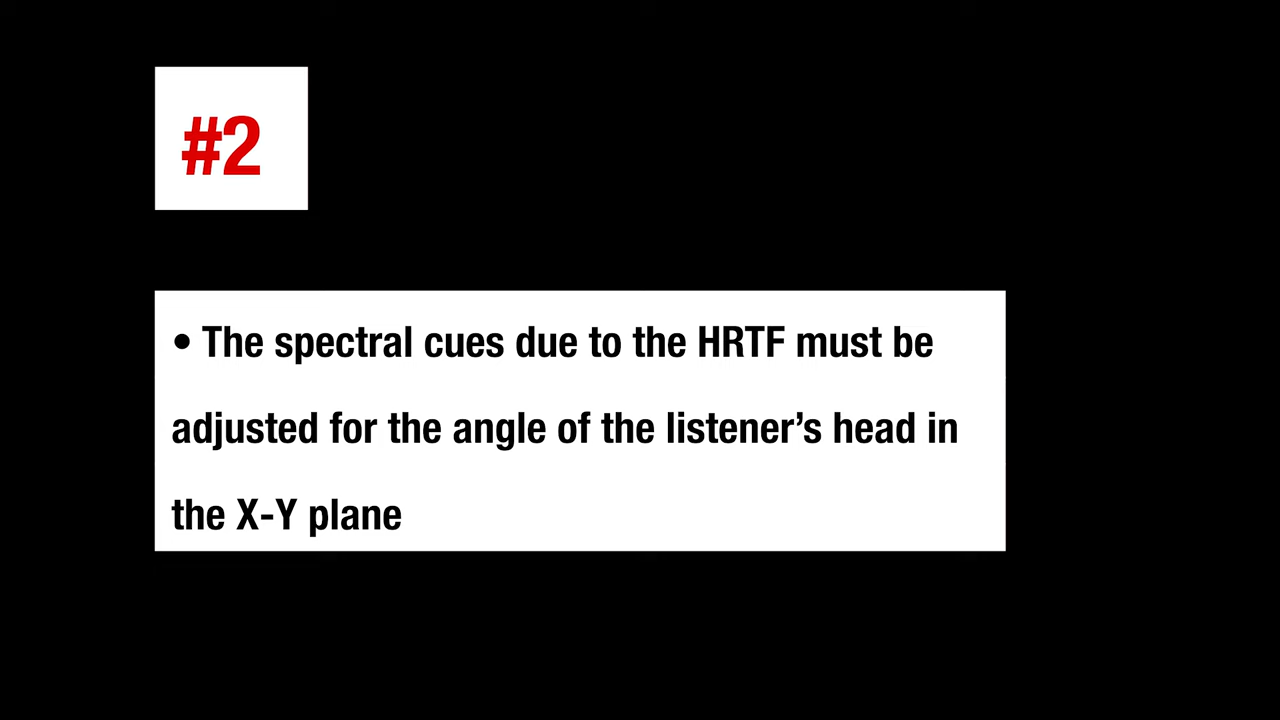 #2
• The spectral cues due to the HRTF must be
adjusted for the angle of the listener’s head in
the X-Y plane